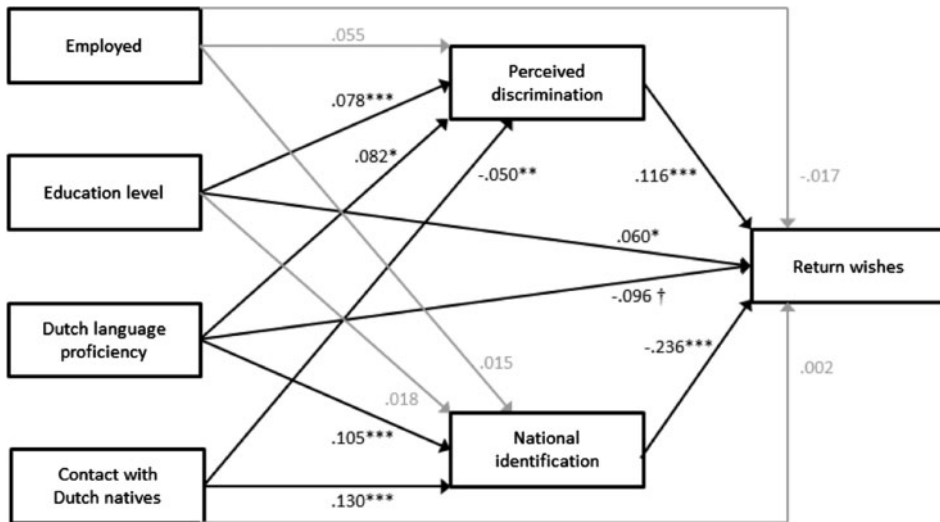 Employed
.055
Perceived
discrimination
.078***
.082*
-.050**
Education level
.116***
-.017
.060*
Return wishes
-.096 †
Dutch language
proficiency
-.236***
.015
.002
.018
.105***
National
identification
Contact with
Dutch natives
.130***